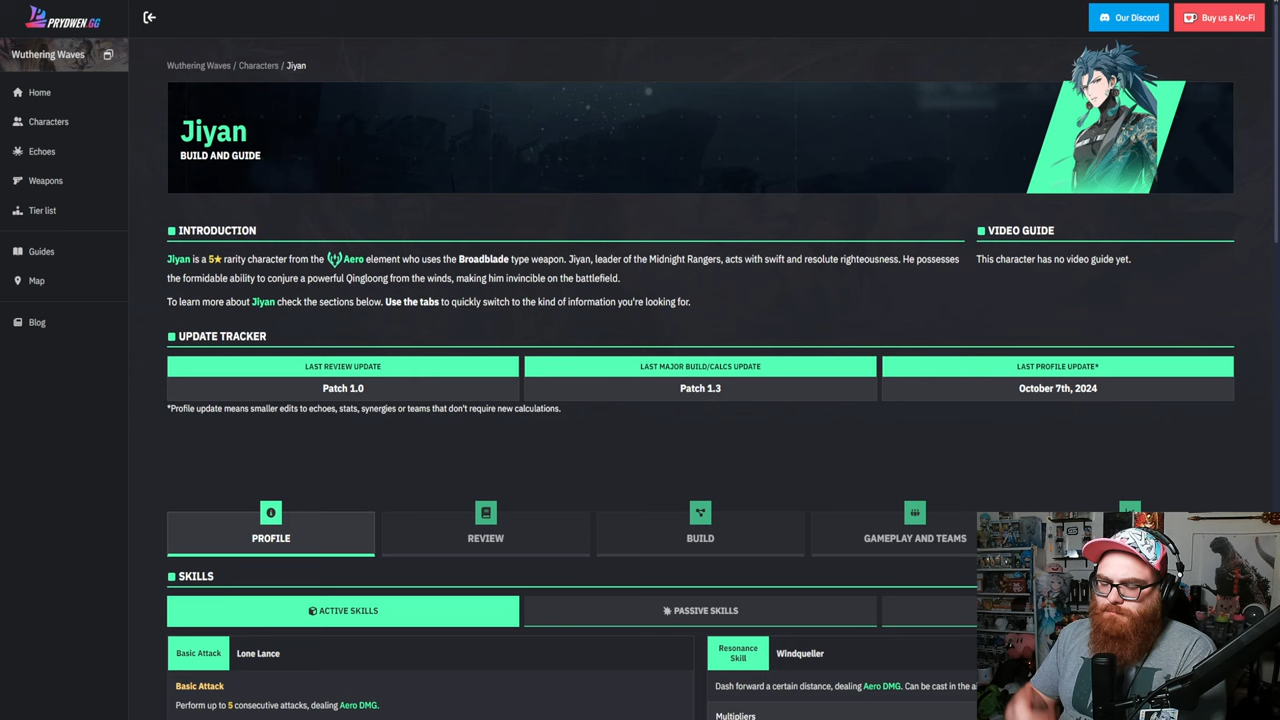 PRYDWEN.GG
Our Discord
Buy us a Ko-Fi
Wuthering Waves
Home
Characters
Echoes
Weapons
Tier list
Guides
Map
Blog
Wuthering Waves / Characters / Jiyan
Jiyan
BUILD AND GUIDE
INTRODUCTION
Jiyan is a 5★ rarity character from the Aero element who uses the Broadblade type weapon. Jiyan, leader of the Midnight Rangers, acts with swift and resolute righteousness. He possesses
the formidable ability to conjure a powerful Qingloong from the winds, making him invincible on the battlefield.
To learn more about Jiyan check the sections below. Use the tabs to quickly switch to the kind of information you're looking for.
VIDEO GUIDE
This character has no video guide yet.
UPDATE TRACKER
LAST REVIEW UPDATE
Patch 1.0
LAST MAJOR BUILD/CALCS UPDATE
Patch 1.3
LAST PROFILE UPDATE*
October 7th, 2024
*Profile update means smaller edits to echoes, stats, synergies or teams that don't require new calculations.
PROFILE
REVIEW
BUILD
GAMEPLAY AND TEAMS
SKILLS
ACTIVE SKILLS
PASSIVE SKILLS
Basic Attack
Lone Lance
Basic Attack
Perform up to 5 consecutive attacks, dealing Aero DMG.
Resonance
Skill
Windqueller
Dash forward a certain distance, dealing Aero DMG. Can be cast in the
Multipliers